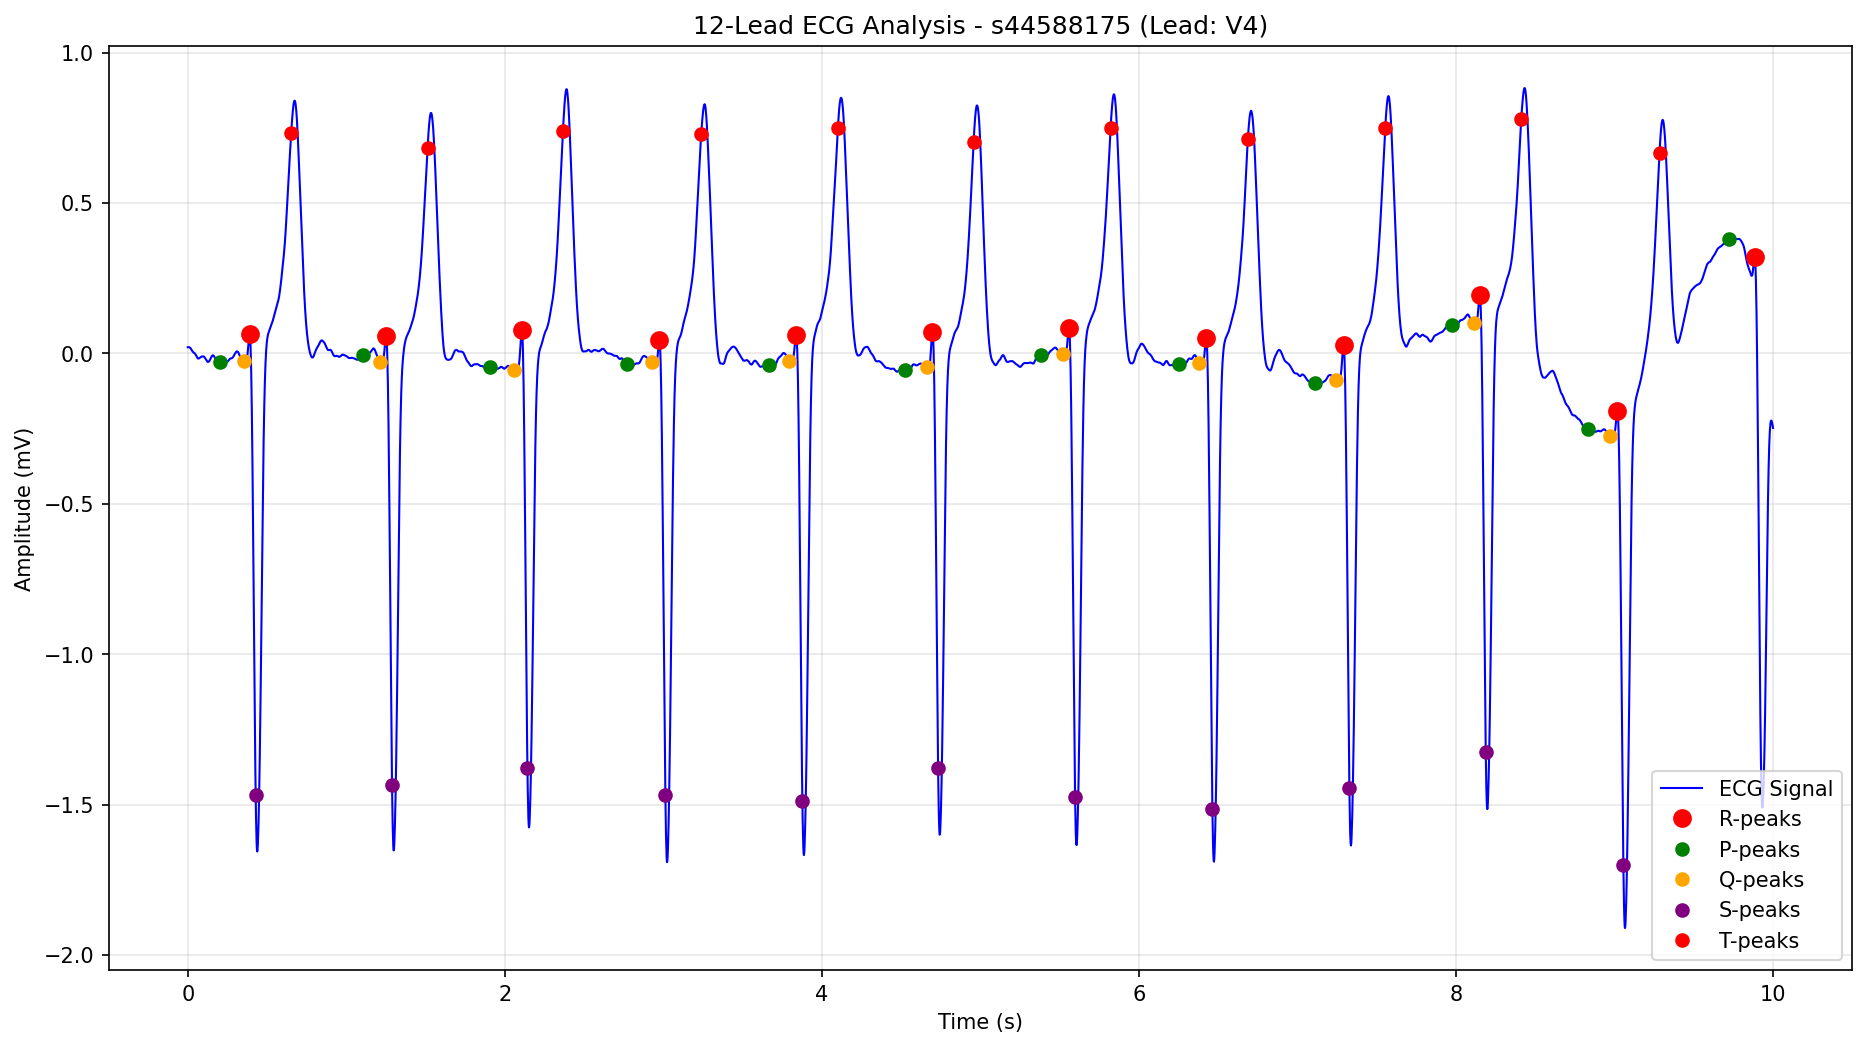 12-Lead ECG Analysis - s44588175 (Lead: V4)
Amplitude (mV)
1.0
0.5
0.0
−0.5
−1.0
−1.5
−2.0
0
2
4
6
8
10
Time (s)
ECG Signal
R-peaks
P-peaks
Q-peaks
S-peaks
T-peaks